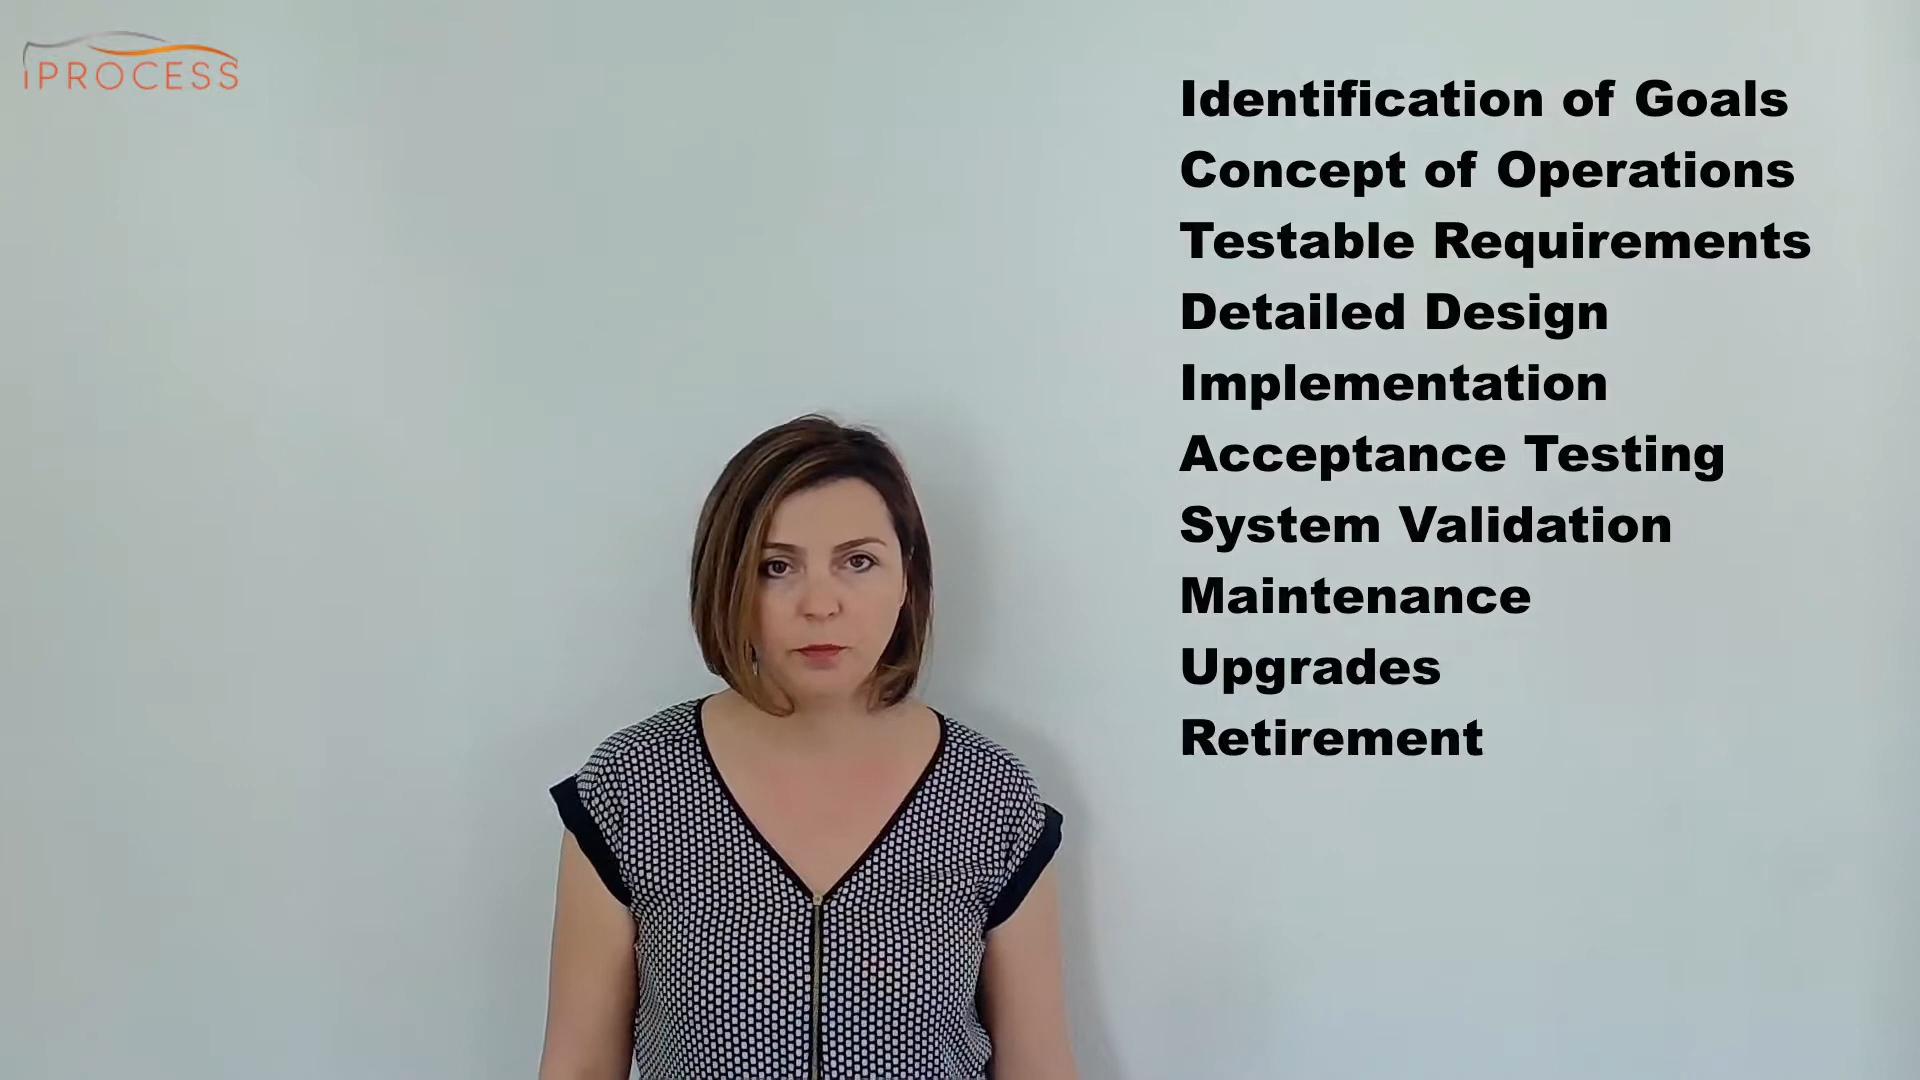 iPROCESS
Identification of Goals
Concept of Operations
Testable Requirements
Detailed Design
Implementation
Acceptance Testing
System Validation
Maintenance
Upgrades
Retirement